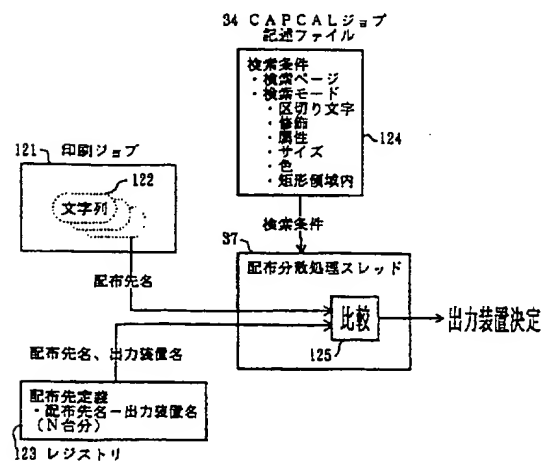 34 CAPCALジョブ
記述ファイル
検索条件
・検索ページ
・検索モード
・区切り文字
・修飾
・属性
・サイズ
・色
・矩形領域内
124
121 印刷ジョブ
122
文字列
検索条件
37
配布分散処理スレッド
配布先名
比較
125
出力装置決定
配布先名、出力装置名
配布先定義
・配布先名－出力装置名
(N台分)
123 レジストリ